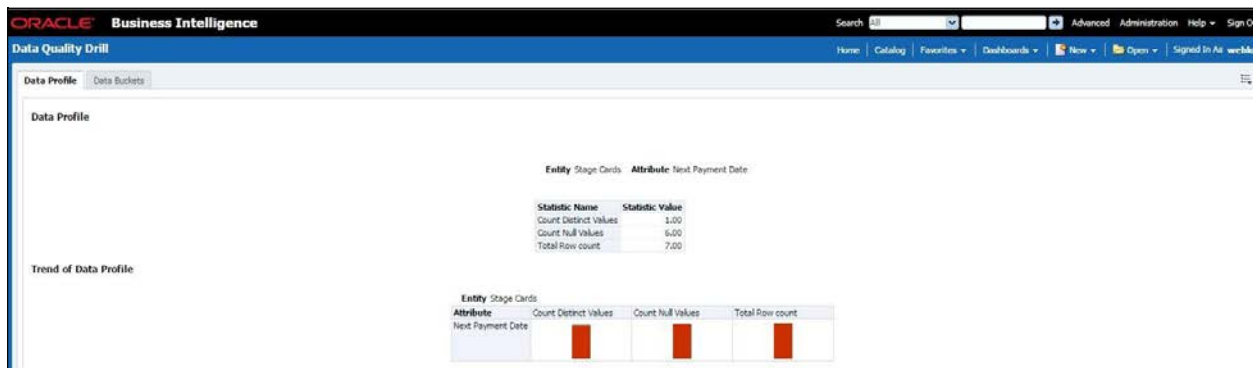 ORACLE Business Intelligence Search All Advanced Administration Help Sign O
Data Quality Drill Home Catalog Favorites Dashboards New Open Signed In As
Data Profile Data Buckets
Data Profile
Entity Stage Cards Attribute Next Payment Date
Statistic Name Statistic Value
Count Distinct Values 1.00
Count Null Values 6.00
Total Row count 7.00
Trend of Data Profile
Entity Stage Cards
Attribute Count Distinct Values Count Null Values Total Row count
Next Payment Date